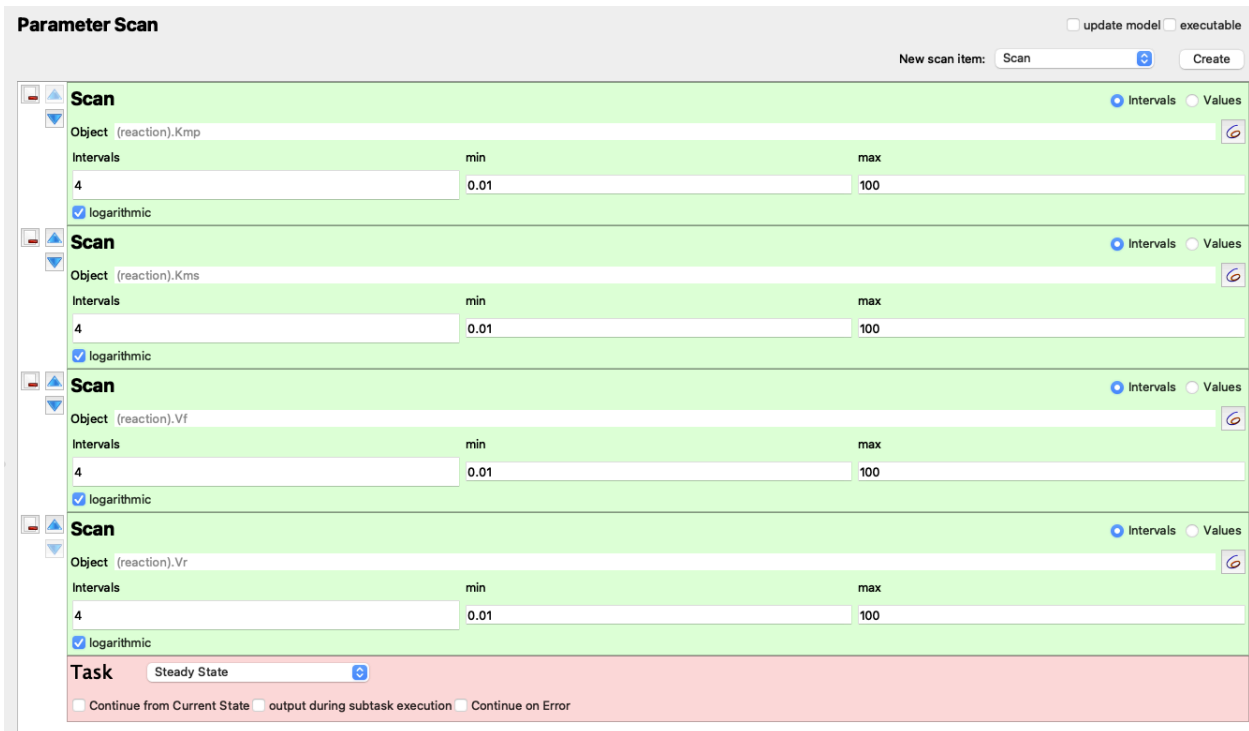 Parameter Scan
update model executable
New scan item: Scan Create
Scan
Intervals Values
Object (reaction).Kmp
Intervals min max
4 0.01 100
logarithmic
Scan
Intervals Values
Object (reaction).Kms
Intervals min max
4 0.01 100
logarithmic
Scan
Intervals Values
Object (reaction).Vf
Intervals min max
4 0.01 100
logarithmic
Scan
Intervals Values
Object (reaction).Vr
Intervals min max
4 0.01 100
logarithmic
Task Steady State
Continue from Current State output during subtask execution Continue on Error